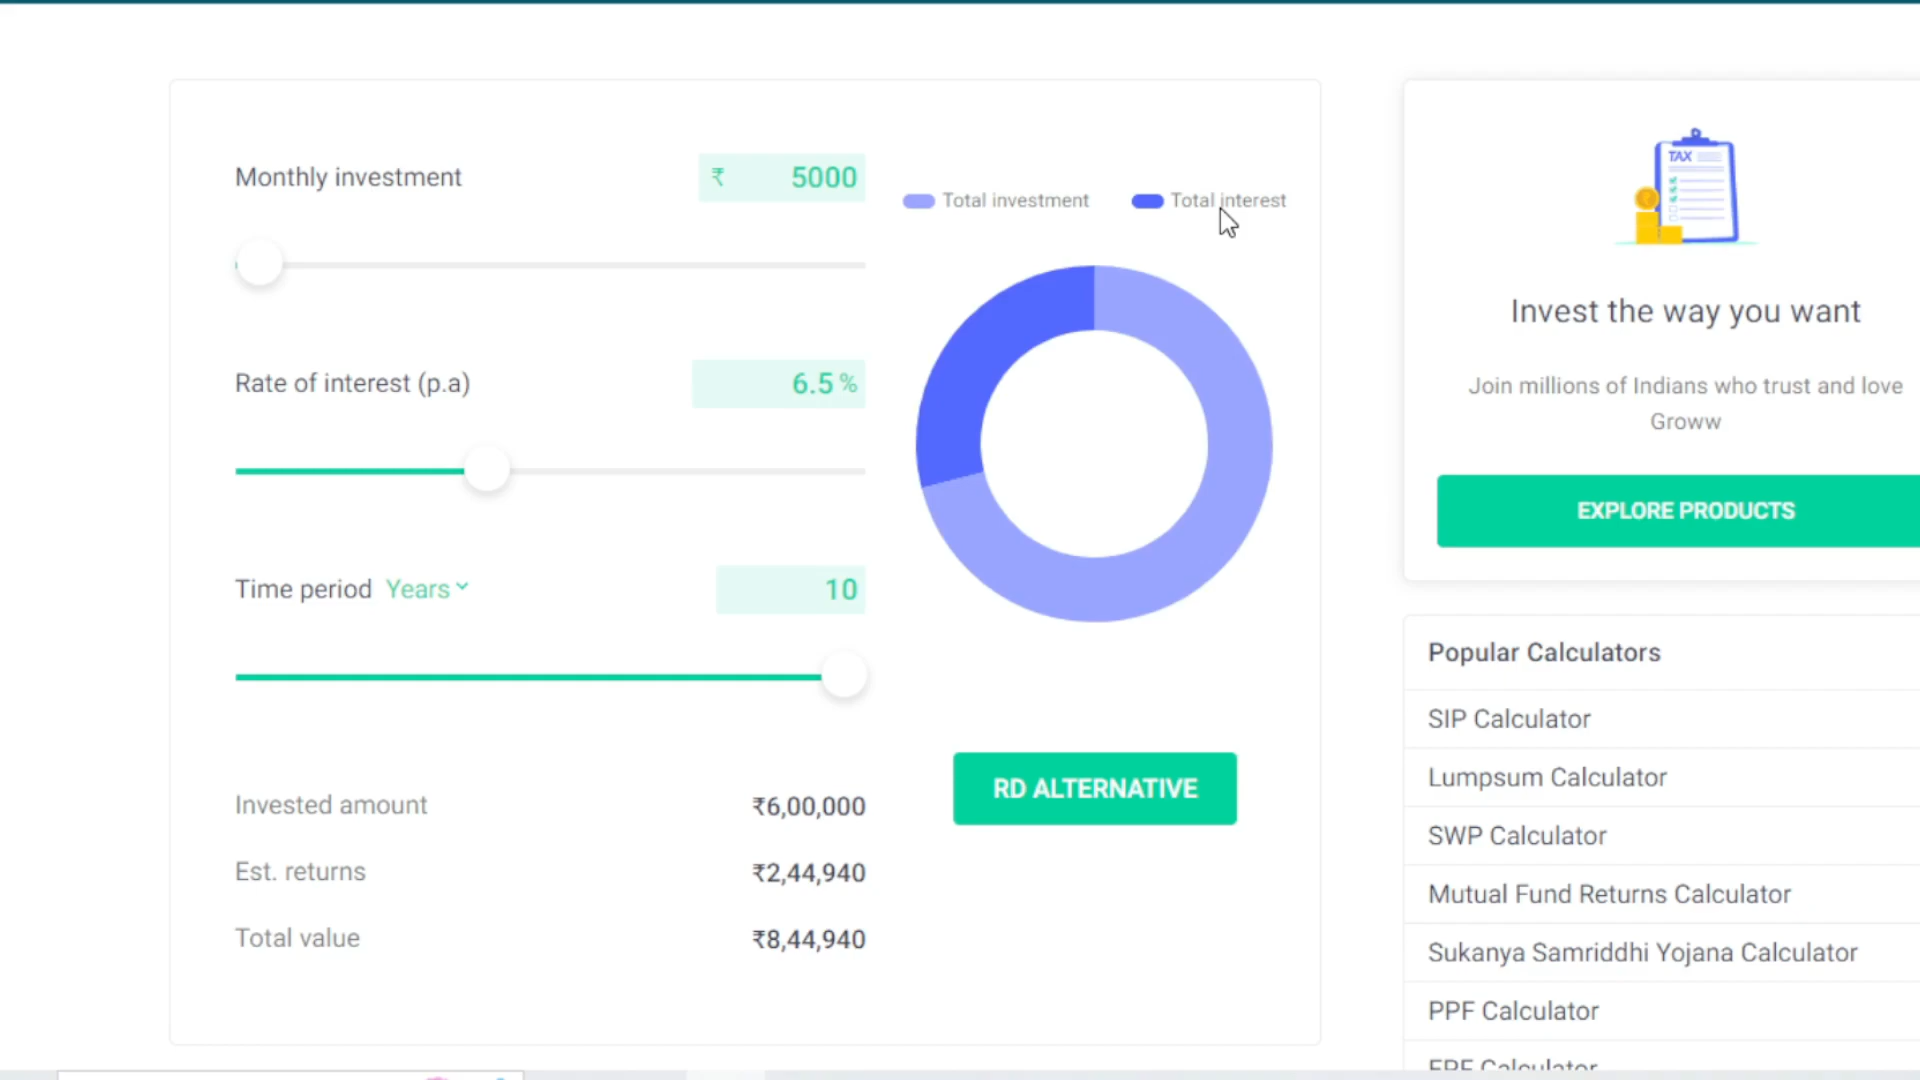 Monthly investment
₹ 5000
Rate of interest (p.a)
6.5 %
Time period Years
10
Invested amount
₹6,00,000
Est. returns
₹2,44,940
Total value
₹8,44,940
Total investment
Total interest
RD ALTERNATIVE
TAX
Invest the way you want
Join millions of Indians who trust and love
Groww
EXPLORE PRODUCTS
Popular Calculators
SIP Calculator
Lumpsum Calculator
SWP Calculator
Mutual Fund Returns Calculator
Sukanya Samriddhi Yojana Calculator
PPF Calculator
EPF Calculator